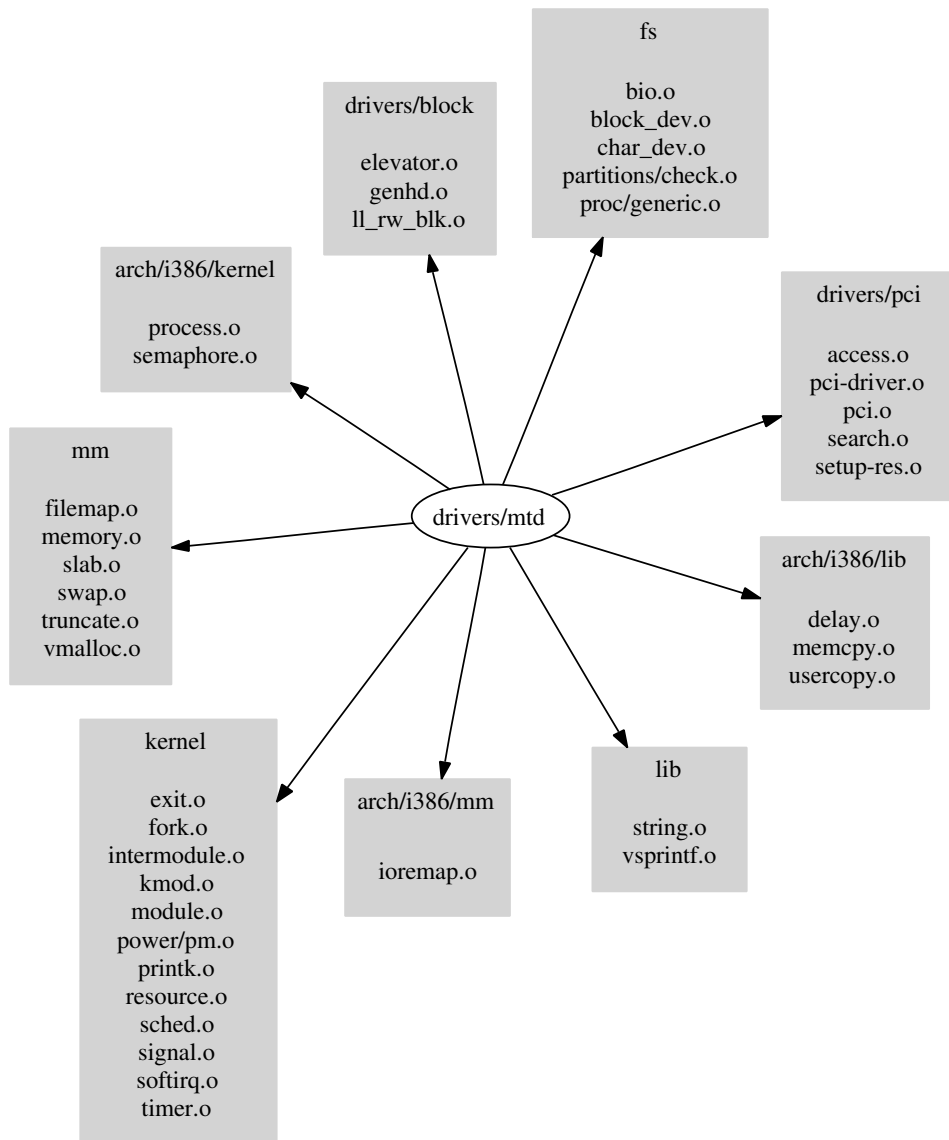 fs
bio.o
block_dev.o
char_dev.o
partitions/check.o
proc/generic.o
drivers/block
elevator.o
genhd.o
ll_rw_blk.o
arch/i386/kernel
process.o
semaphore.o
drivers/pci
access.o
pci-driver.o
pci.o
search.o
setup-res.o
mm
filemap.o
memory.o
slab.o
swap.o
truncate.o
vmalloc.o
drivers/mtd
arch/i386/lib
delay.o
memcpy.o
usercopy.o
kernel
exit.o
fork.o
intermodule.o
kmod.o
module.o
power/pm.o
printk.o
resource.o
sched.o
signal.o
softirq.o
timer.o
arch/i386/mm
ioremap.o
lib
string.o
vsprintf.o